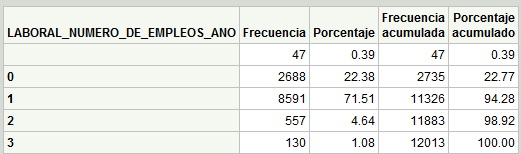 LABORAL_NUMERO_DE_EMPLEOS_ANO Frecuencia Porcentaje Frecuencia acumulada Porcentaje acumulado
47 0.39 47 0.39
0 2688 22.38 2735 22.77
1 8591 71.51 11326 94.28
2 557 4.64 11883 98.92
3 130 1.08 12013 100.00